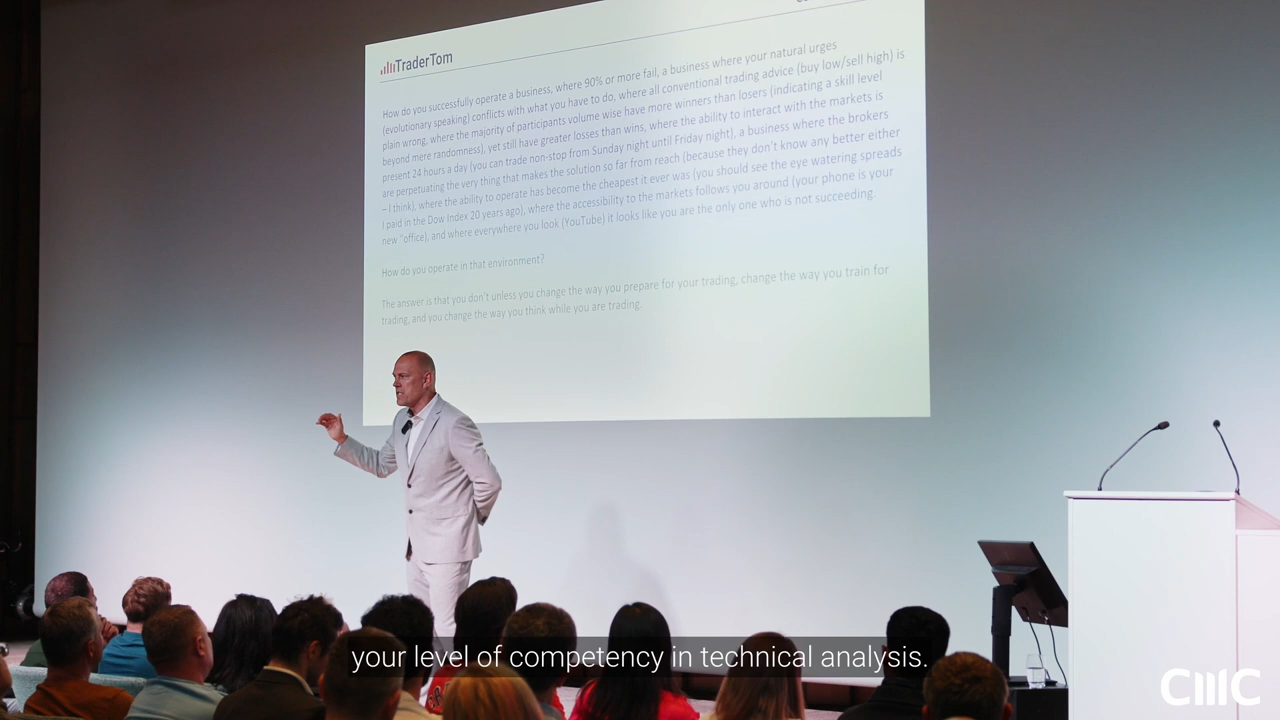 TraderTom
How do you successfully operate a business, where 90% or more fail, a business where your natural urges
(evolutionary speaking) conflicts with what you have to do, where all conventional trading advice (buy low/sell high) is
plain wrong, where the majority of participants volume wise have more winners than losers (indicating a skill level
beyond mere randomness), yet still have greater losses than wins, where the ability to interact with the markets is
present 24 hours a day (you can trade non-stop from Sunday night until Friday night), a business where the brokers
are perpetuating the very thing that makes the solution so far from reach (because they don't know any better either
– I think), where the ability to operate has become the cheapest it ever was (you should see the eye watering spreads
I paid in the Dow Index 20 years ago), where the accessibility to the markets follows you around (your phone is your
new "office), and where everywhere you look (YouTube) it looks like you are the only one who is not succeeding.
How do you operate in that environment?
The answer is that you don't unless you change the way you prepare for your trading, change the way you train for
trading, and you change the way you think while you are trading.
your level of competency in technical analysis.
CMC